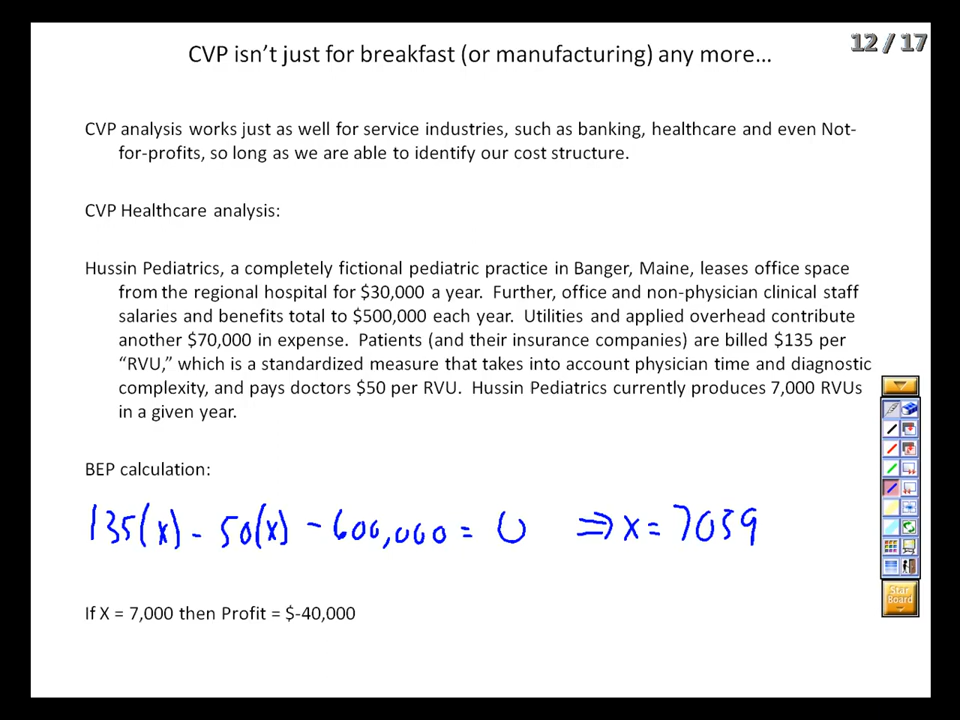 CVP isn't just for breakfast (or manufacturing) any more…
12 / 17
CVP analysis works just as well for service industries, such as banking, healthcare and even Not-
for-profits, so long as we are able to identify our cost structure.
CVP Healthcare analysis:
Hussin Pediatrics, a completely fictional pediatric practice in Banger, Maine, leases office space
from the regional hospital for $30,000 a year. Further, office and non-physician clinical staff
salaries and benefits total to $500,000 each year. Utilities and applied overhead contribute
another $70,000 in expense. Patients (and their insurance companies) are billed $135 per
"RVU," which is a standardized measure that takes into account physician time and diagnostic
complexity, and pays doctors $50 per RVU. Hussin Pediatrics currently produces 7,000 RVUs
in a given year.
BEP calculation:
135(x) - 50(x) - 600,000 = 0 ⇒ x = 7059
If X = 7,000 then Profit = $-40,000
Star
Board